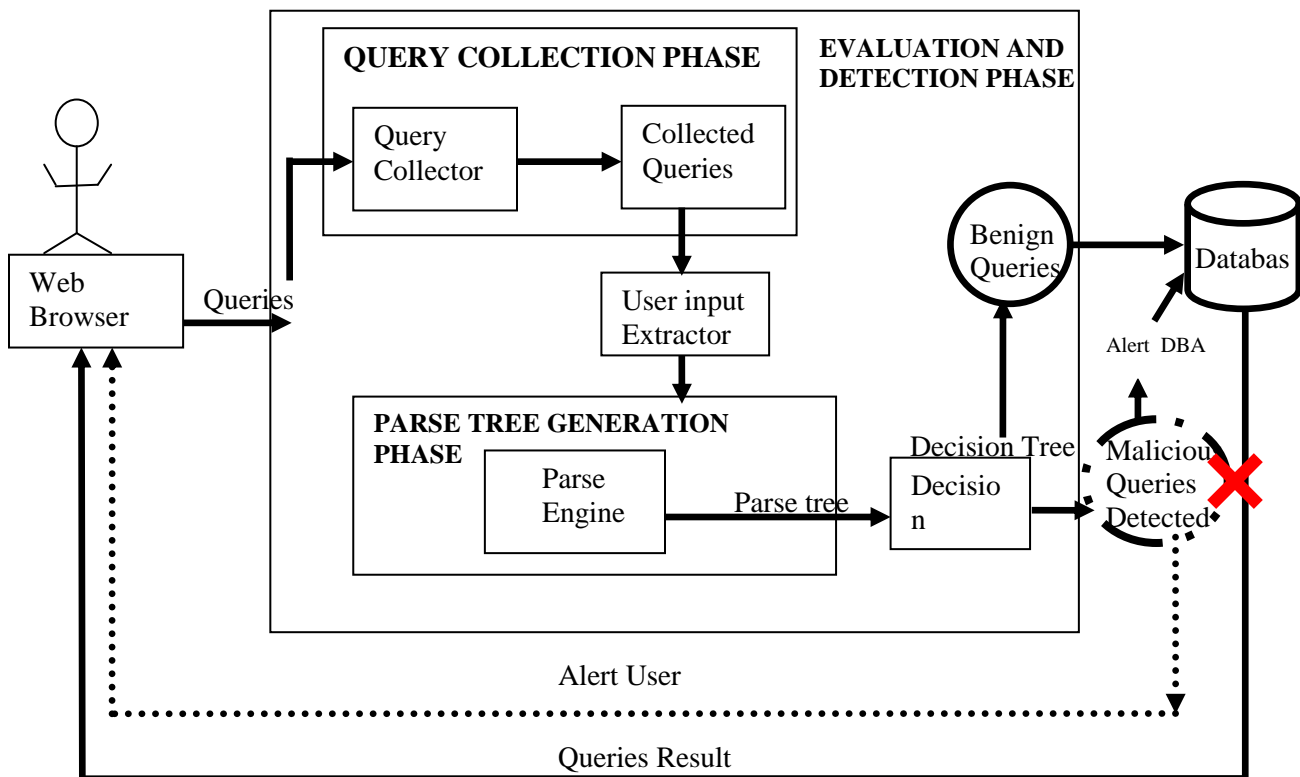 QUERY COLLECTION PHASE
EVALUATION AND
DETECTION PHASE
Query
Collector
Collected
Queries
Web
Browser
Queries
User input
Extractor
Benign
Queries
Databas
Alert DBA
PARSE TREE GENERATION
PHASE
Parse
Engine
Parse tree
Decision Tree
Decisio
n
Maliciou
Queries
Detected
Alert User
Queries Result